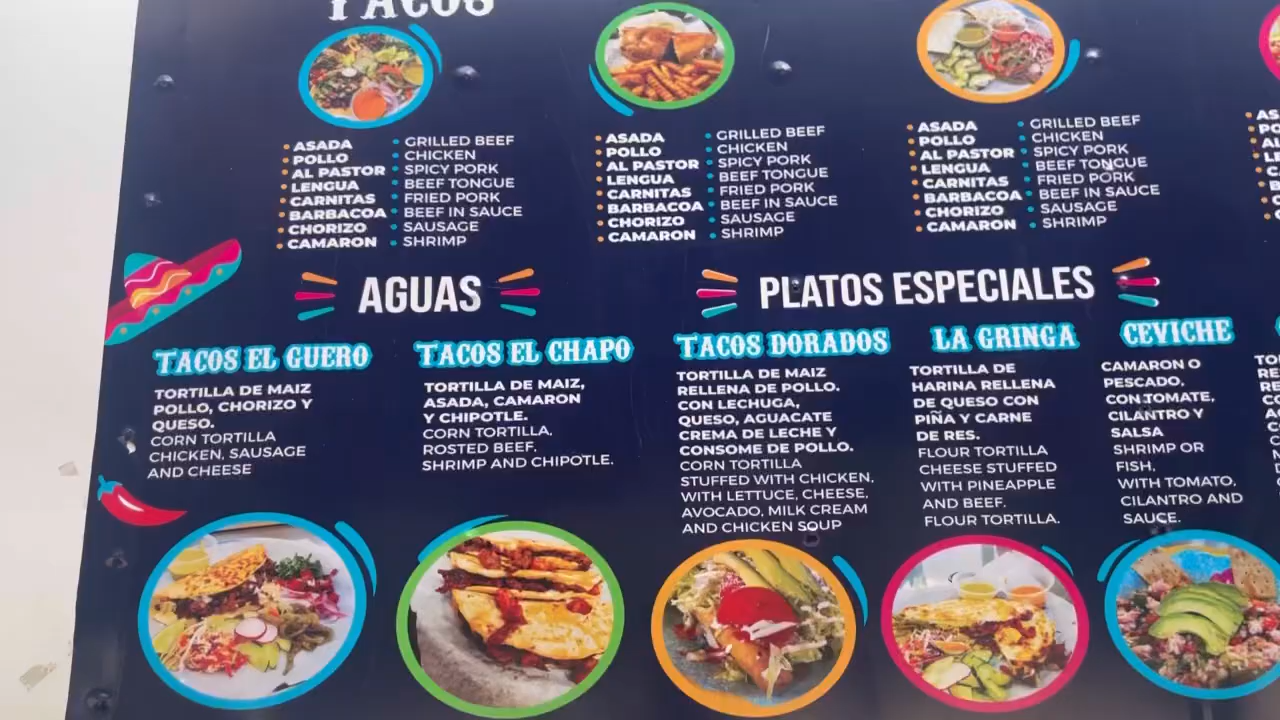 TACOS
ASADA
POLLO
AL PASTOR
LENGUA
CARNITAS
BARBACOA
CHORIZO
CAMARON
GRILLED BEEF
CHICKEN
SPICY PORK
BEEF TONGUE
FRIED PORK
BEEF IN SAUCE
SAUSAGE
SHRIMP
ASADA
POLLO
AL PASTOR
LENGUA
CARNITAS
BARBACOA
CHORIZO
CAMARON
GRILLED BEEF
CHICKEN
SPICY PORK
BEEF TONGUE
FRIED PORK
BEEF IN SAUCE
SAUSAGE
SHRIMP
ASADA
POLLO
AL PASTOR
LENGUA
CARNITAS
BARBACOA
CHORIZO
CAMARON
GRILLED BEEF
CHICKEN
SPICY PORK
BEEF TONGUE
FRIED PORK
BEEF IN SAUCE
SAUSAGE
SHRIMP
AGUAS
PLATOS ESPECIALES
TACOS EL GUERO
TORTILLA DE MAIZ
POLLO, CHORIZO Y
QUESO.
CORN TORTILLA
CHICKEN, SAUSAGE
AND CHEESE
TACOS EL CHAPO
TORTILLA DE MAIZ,
ASADA, CAMARON
Y CHIPOTLE.
CORN TORTILLA,
ROSTED BEEF,
SHRIMP AND CHIPOTLE.
TACOS DORADOS
TORTILLA DE MAIZ
RELLENA DE POLLO.
CON LECHUGA,
QUESO, AGUACATE
CREMA DE LECHE Y
CONSOME DE POLLO.
CORN TORTILLA
STUFFED WITH CHICKEN,
WITH LETTUCE, CHEESE,
AVOCADO, MILK CREAM
AND CHICKEN SOUP
LA GRINGA
TORTILLA DE
HARINA RELLENA
DE QUESO CON
PIÑA Y CARNE
DE RES.
FLOUR TORTILLA
CHEESE STUFFED
WITH PINEAPPLE
AND BEEF.
FLOUR TORTILLA.
CEVICHE
CAMARON O
PESCADO,
CON TOMATE,
CILANTRO Y
SALSA
SHRIMP OR
FISH,
WITH TOMATO,
CILANTRO AND
SAUCE.